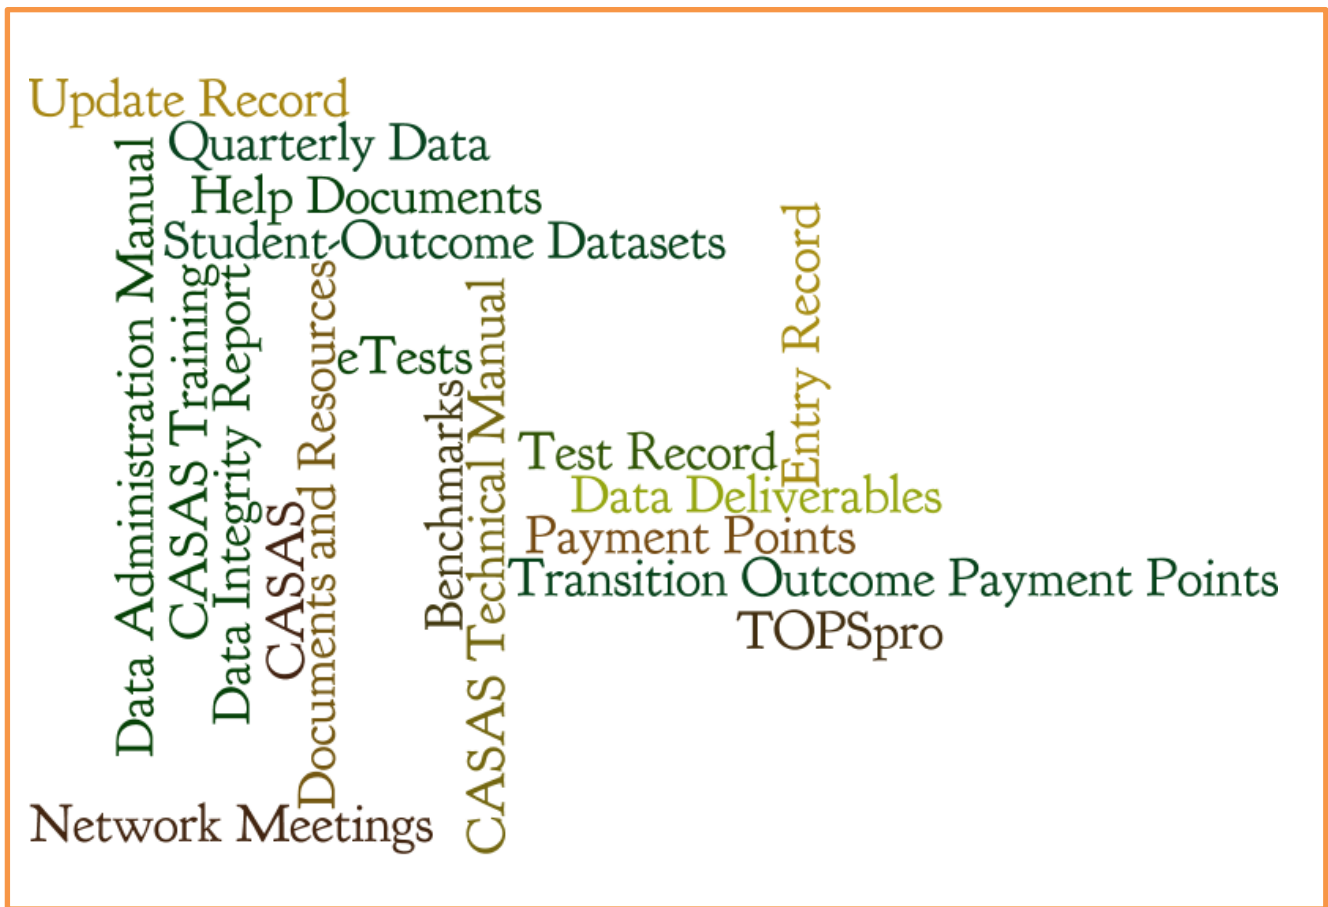 Update Record
Quarterly Data
Help Documents
Student-Outcome Datasets
Data Administration Manual
CASAS Training
Data Integrity Report
CASAS
Documents and Resources
eTests
Benchmarks
CASAS Technical Manual
Entry Record
Test Record
Data Deliverables
Payment Points
Transition Outcome Payment Points
TOPSpro
Network Meetings